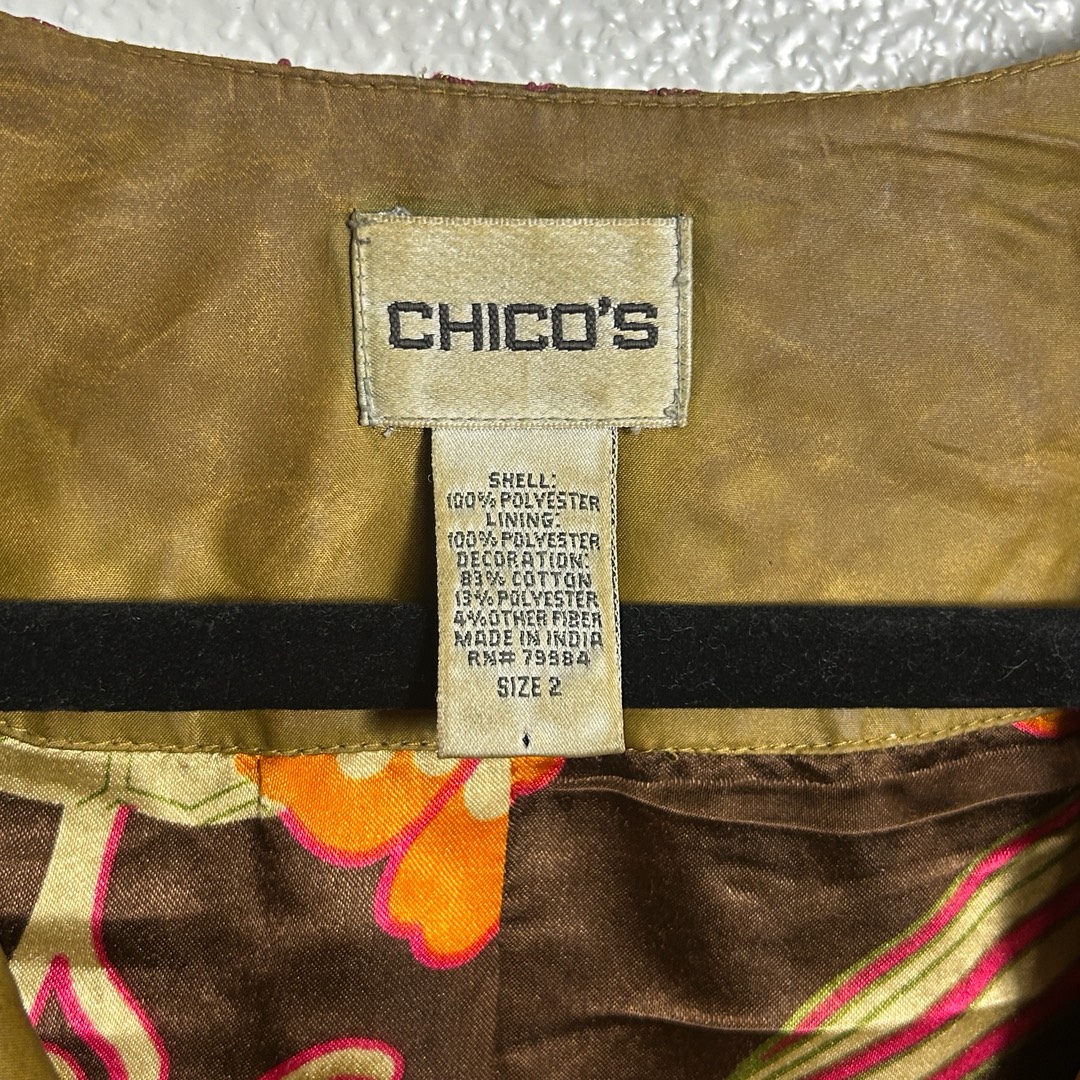 CHICO'S
SHELL:
100% POLYESTER
LINING:
100% POLYESTER
DECORATION:
83% COTTON
13% POLYESTER
4% OTHER FIBER
MADE IN INDIA
RN# 79984
SIZE 2